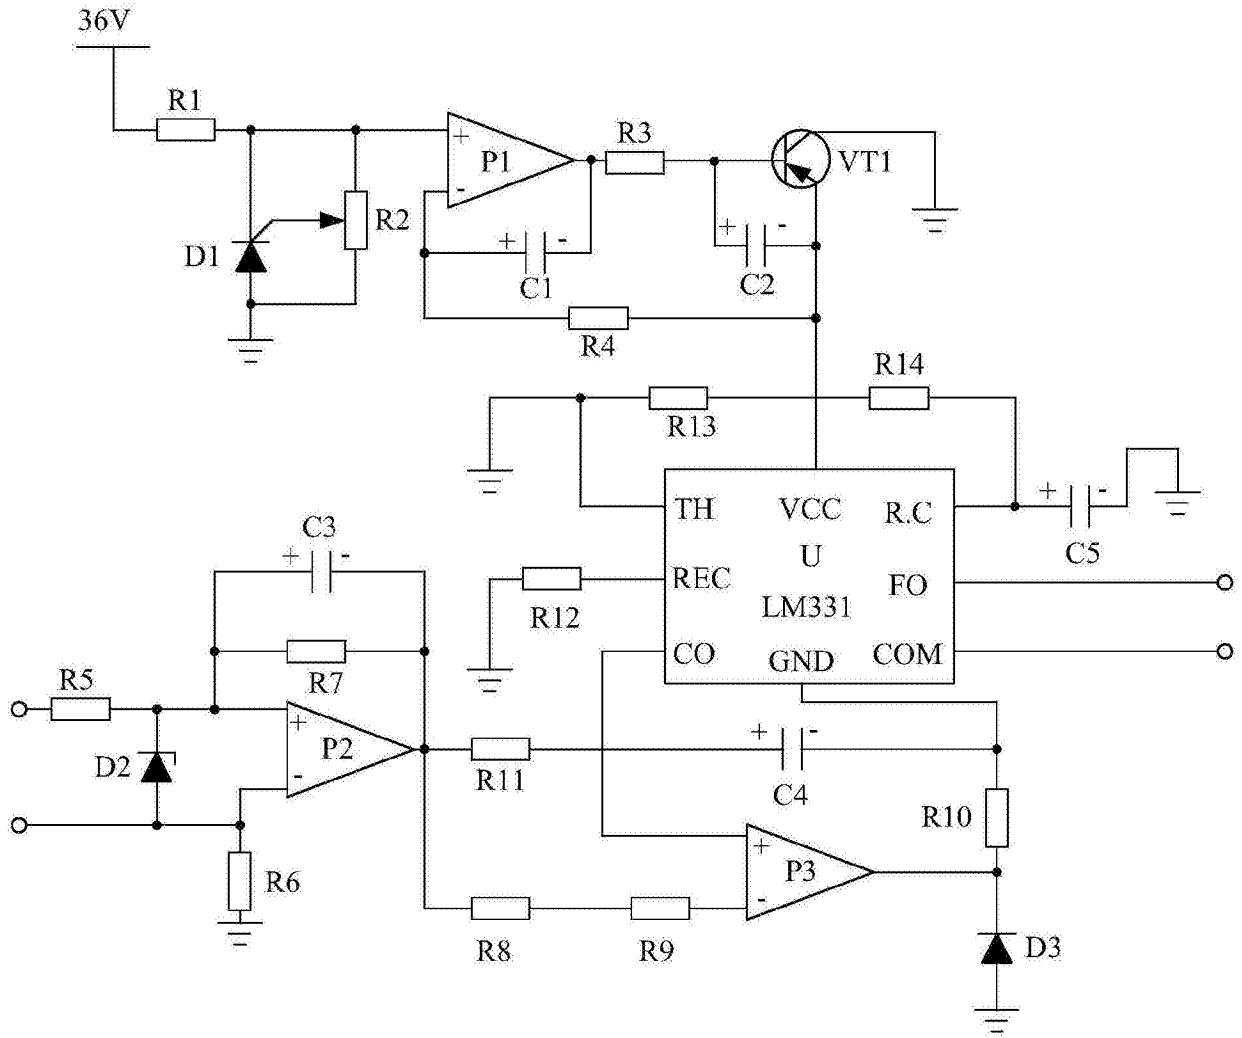 36V
R1
+
P1
-
R3
VT1
R2
D1
+ -
C1
+ -
C2
R4
R14
R13
TH
VCC
R.C
+ -
C5
U
C3
+ -
REC
LM331
FO
R12
CO
GND
COM
R5
R7
+
P2
-
D2
R11
+ -
C4
R10
R6
+
P3
-
R8
R9
D3